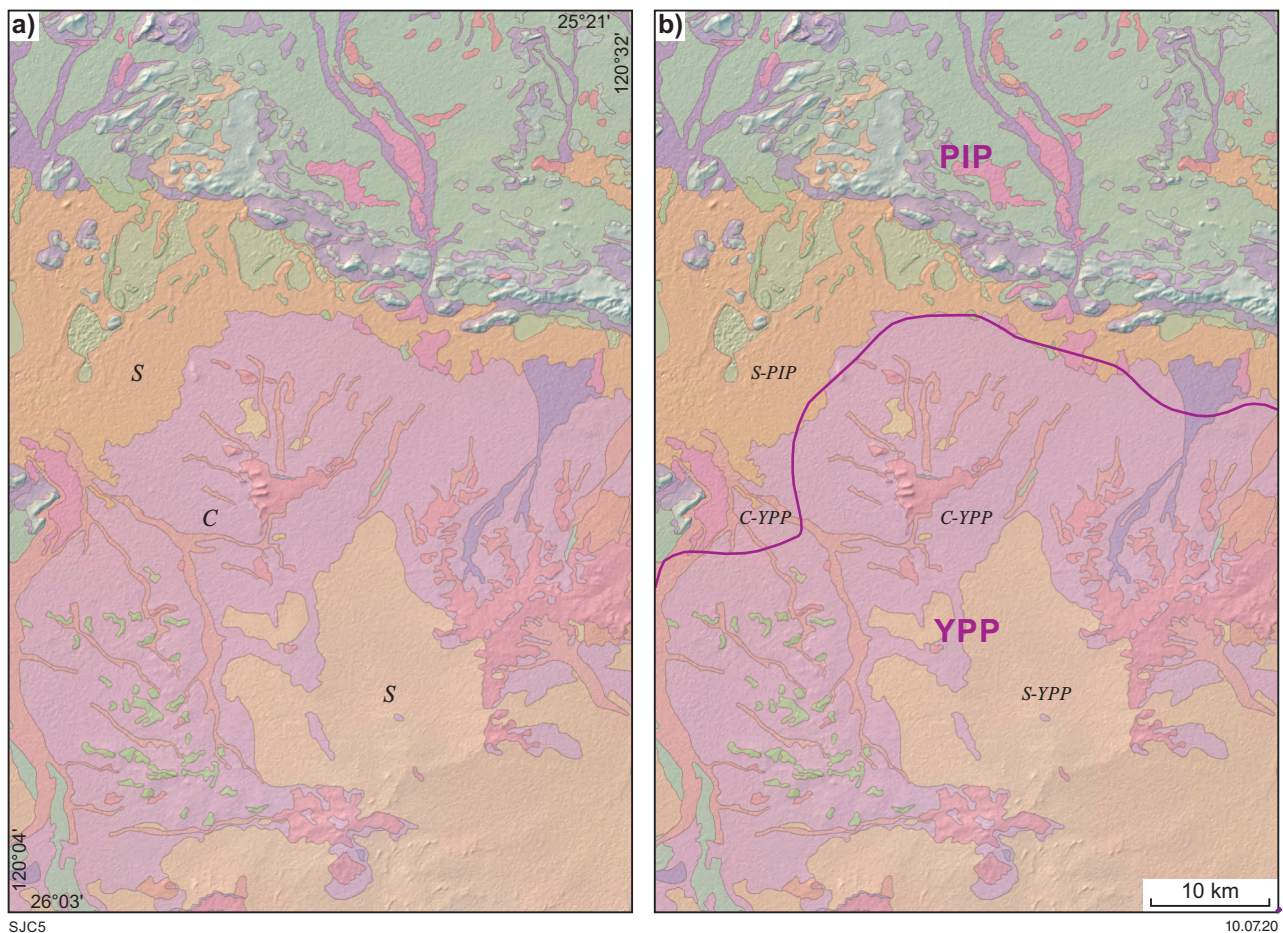 a)
25°21'
120°32'
S
C
S
120°04'
26°03'
SJC5
b)
PIP
S-PIP
C-YPP
C-YPP
YPP
S-YPP
10 km
10.07.20